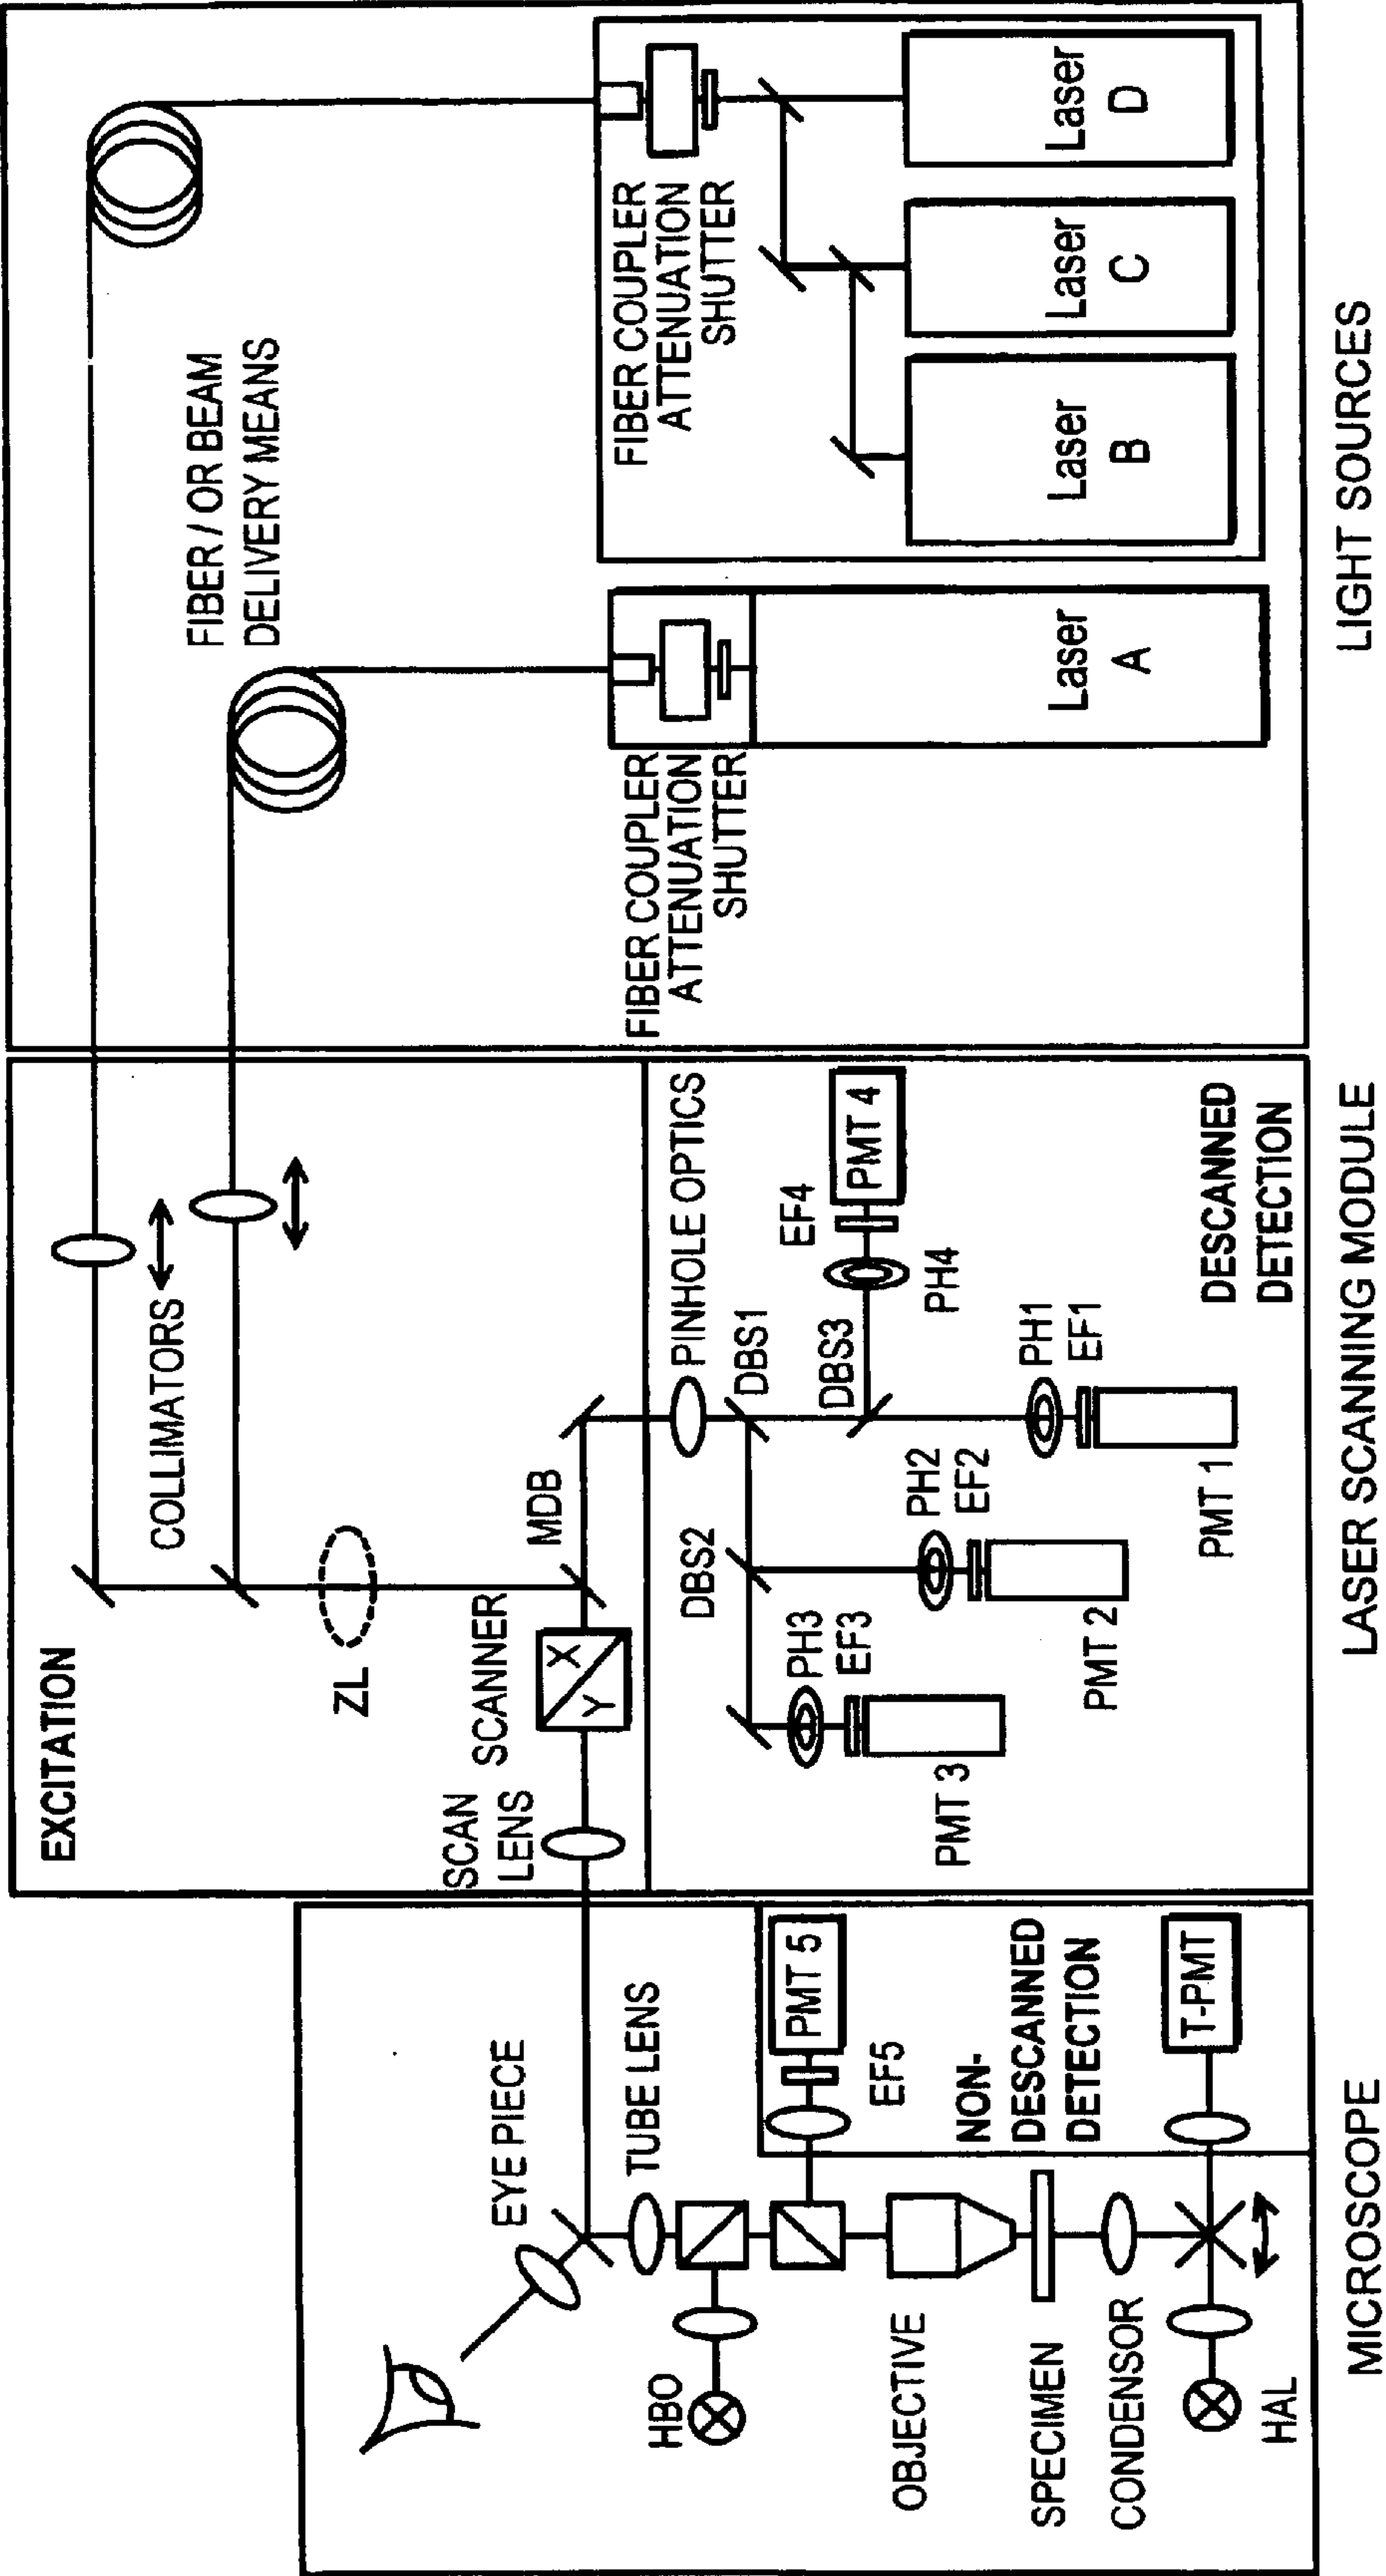 EYE PIECE
TUBE LENS
HBO
PMT 5
EF5
NON-
DESCANNED
DETECTION
OBJECTIVE
SPECIMEN
CONDENSOR
T-PMT
HAL
MICROSCOPE
EXCITATION
COLLIMATORS
ZL
MDB
SCANNER
X
Y
SCAN
LENS
PINHOLE OPTICS
DBS1
DBS2
DBS3
EF4
PMT 4
PH4
PH1
EF1
PH2
EF2
PH3
EF3
PMT 1
PMT 2
PMT 3
DESCANNED
DETECTION
LASER SCANNING MODULE
FIBER / OR BEAM
DELIVERY MEANS
FIBER COUPLER
ATTENUATION
SHUTTER
Laser
A
FIBER COUPLER
ATTENUATION
SHUTTER
Laser
B
Laser
C
Laser
D
LIGHT SOURCES